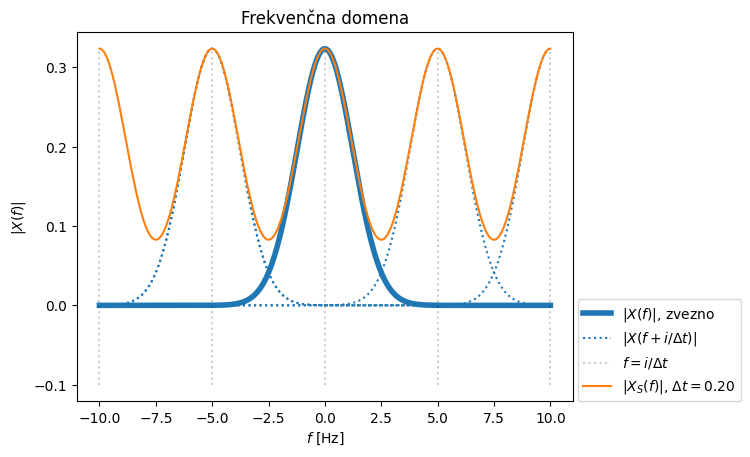 Frekvenčna domena
|X(f)|
0.3
0.2
0.1
0.0
−0.1
−10.0 −7.5 −5.0 −2.5 0.0 2.5 5.0 7.5 10.0
f [Hz]
|X(f)|, zvezno
|X(f + i/Δt)|
f = i/Δt
|X_S(f)|, Δt = 0.20